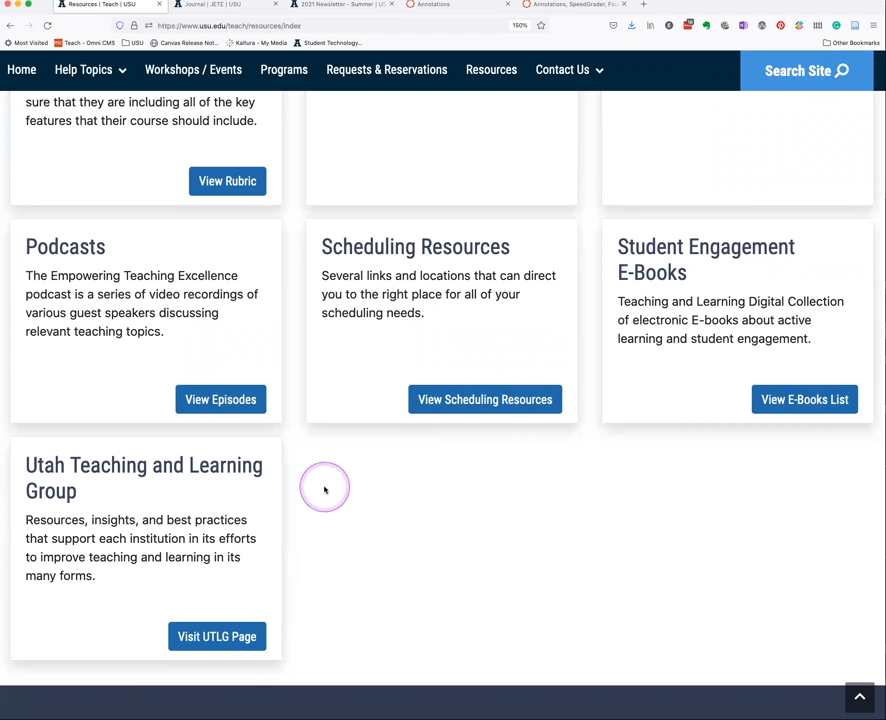 Resources | Teach | USU
Journal | JETE | USU
2021 Newsletter - Summer | US
Annotations
Annotations, SpeedGrader, Fou
https://www.usu.edu/teach/resources/index
150%
Most Visited
Teach - Omni CMS
USU
Canvas Release Not...
Kaltura - My Media
Student Technology...
Other Bookmarks
Home
Help Topics
Workshops / Events
Programs
Requests & Reservations
Resources
Contact Us
Search Site
sure that they are including all of the key
features that their course should include.
View Rubric
Podcasts
The Empowering Teaching Excellence
podcast is a series of video recordings of
various guest speakers discussing
relevant teaching topics.
View Episodes
Scheduling Resources
Several links and locations that can direct
you to the right place for all of your
scheduling needs.
View Scheduling Resources
Student Engagement
E-Books
Teaching and Learning Digital Collection
of electronic E-books about active
learning and student engagement.
View E-Books List
Utah Teaching and Learning
Group
Resources, insights, and best practices
that support each institution in its efforts
to improve teaching and learning in its
many forms.
Visit UTLG Page